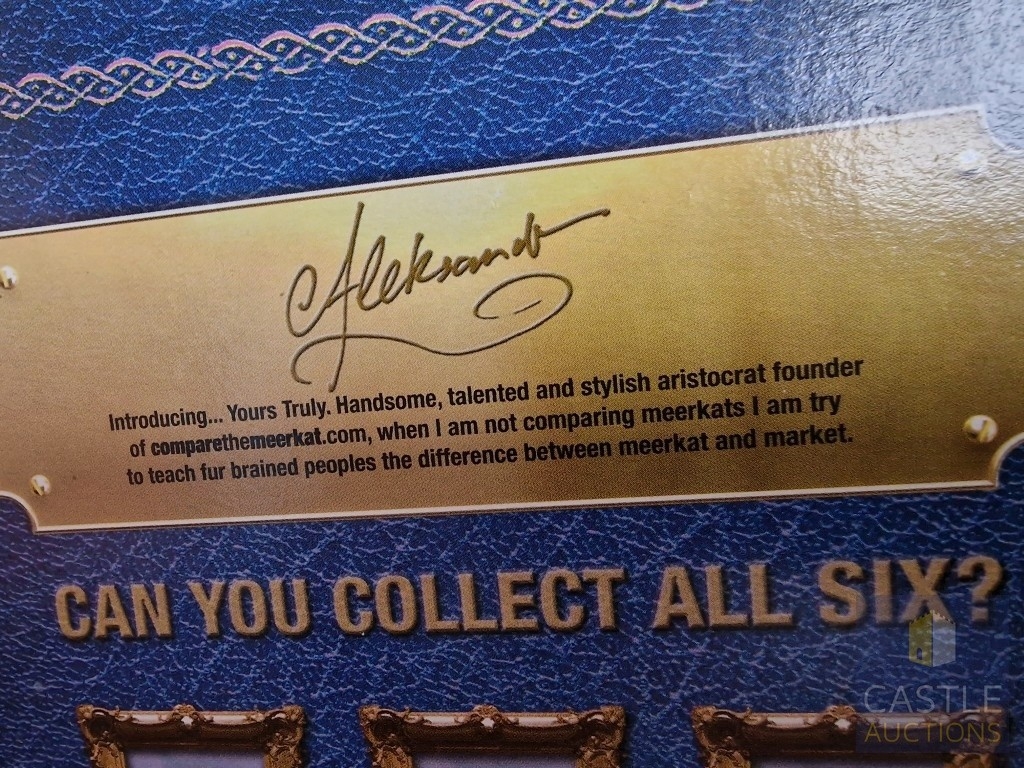 Aleksandr
Introducing... Yours Truly. Handsome, talented and stylish aristocrat founder
of comparethemeerkat.com, when I am not comparing meerkats I am try
to teach fur brained peoples the difference between meerkat and market.
CAN YOU COLLECT ALL SIX?
CASTLE
AUCTIONS